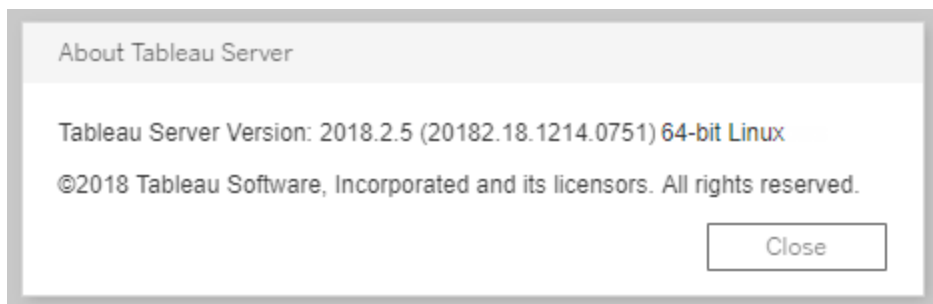 About Tableau Server
Tableau Server Version: 2018.2.5 (20182.18.1214.0751) 64-bit Linux
©2018 Tableau Software, Incorporated and its licensors. All rights reserved.
Close